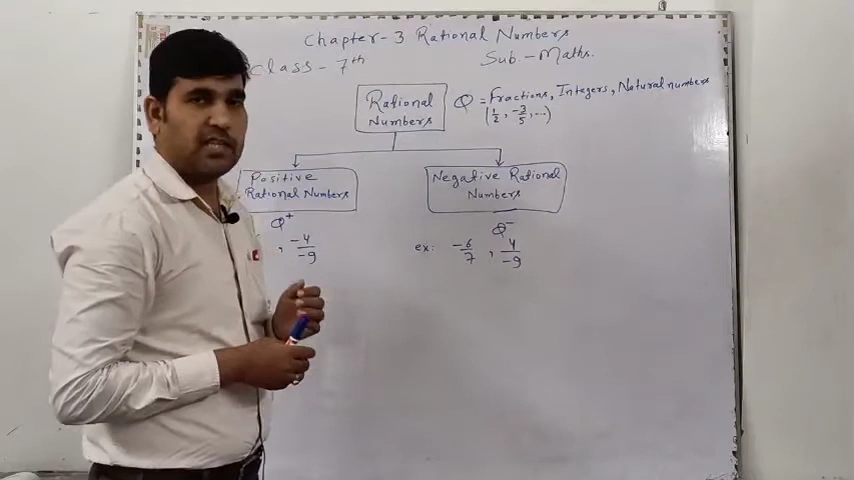 Chapter-3 Rational Numbers
Class-7th
Sub.-Maths.
Rational Numbers
Q = Fractions, Integers, Natural numbers
(1/2, -3/5, ...)
Positive Rational Numbers
Negative Rational Numbers
Q+
Q-
, -4/-9
ex: -6/7 , 4/-9